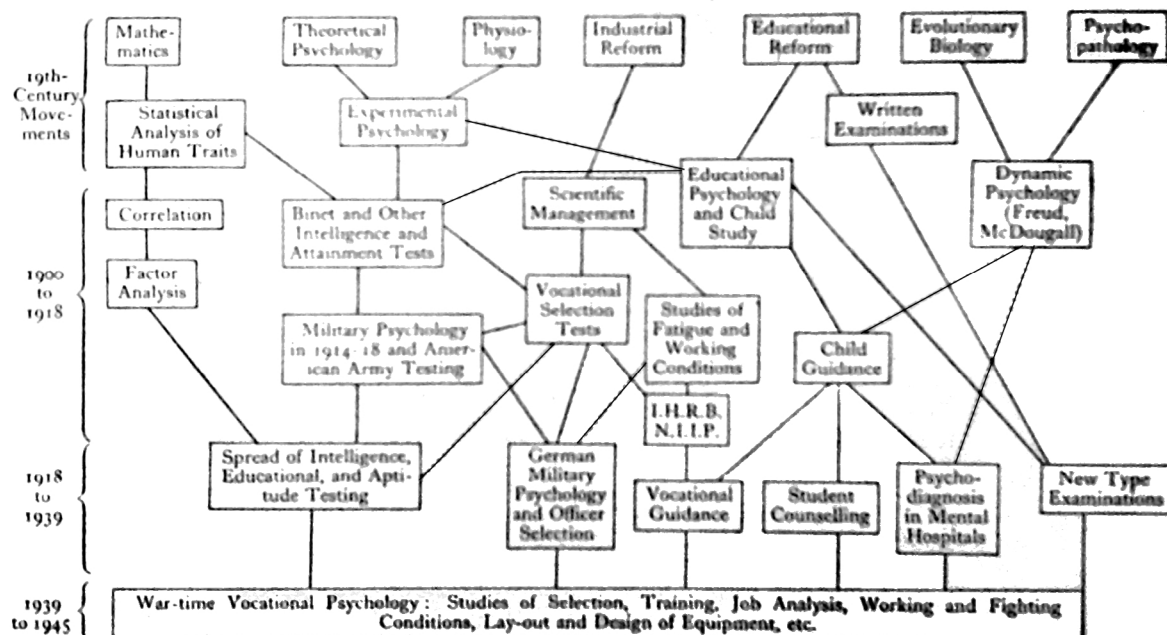 19th-
Century
Move-
ments
Mathe-
matics
Theoretical
Psychology
Physio-
logy
Industrial
Reform
Educational
Reform
Evolutionary
Biology
Psycho-
pathology
Statistical
Analysis of
Human Traits
Experimental
Psychology
Written
Examinations
1900
to
1918
Correlation
Binet and Other
Intelligence and
Attainment Tests
Scientific
Management
Educational
Psychology
and Child
Study
Dynamic
Psychology
(Freud,
McDougall)
Factor
Analysis
Military Psychology
in 1914-18 and Amer-
ican Army Testing
Vocational
Selection
Tests
Studies of
Fatigue and
Working
Conditions
Child
Guidance
I.H.R.B.
N.I.I.P.
1918
to
1939
Spread of Intelligence,
Educational, and Apti-
tude Testing
German
Military
Psychology
and Officer
Selection
Vocational
Guidance
Student
Counselling
Psycho-
diagnosis
in Mental
Hospitals
New Type
Examinations
1939
to 1945
War-time Vocational Psychology: Studies of Selection, Training, Job Analysis, Working and Fighting
Conditions, Lay-out and Design of Equipment, etc.